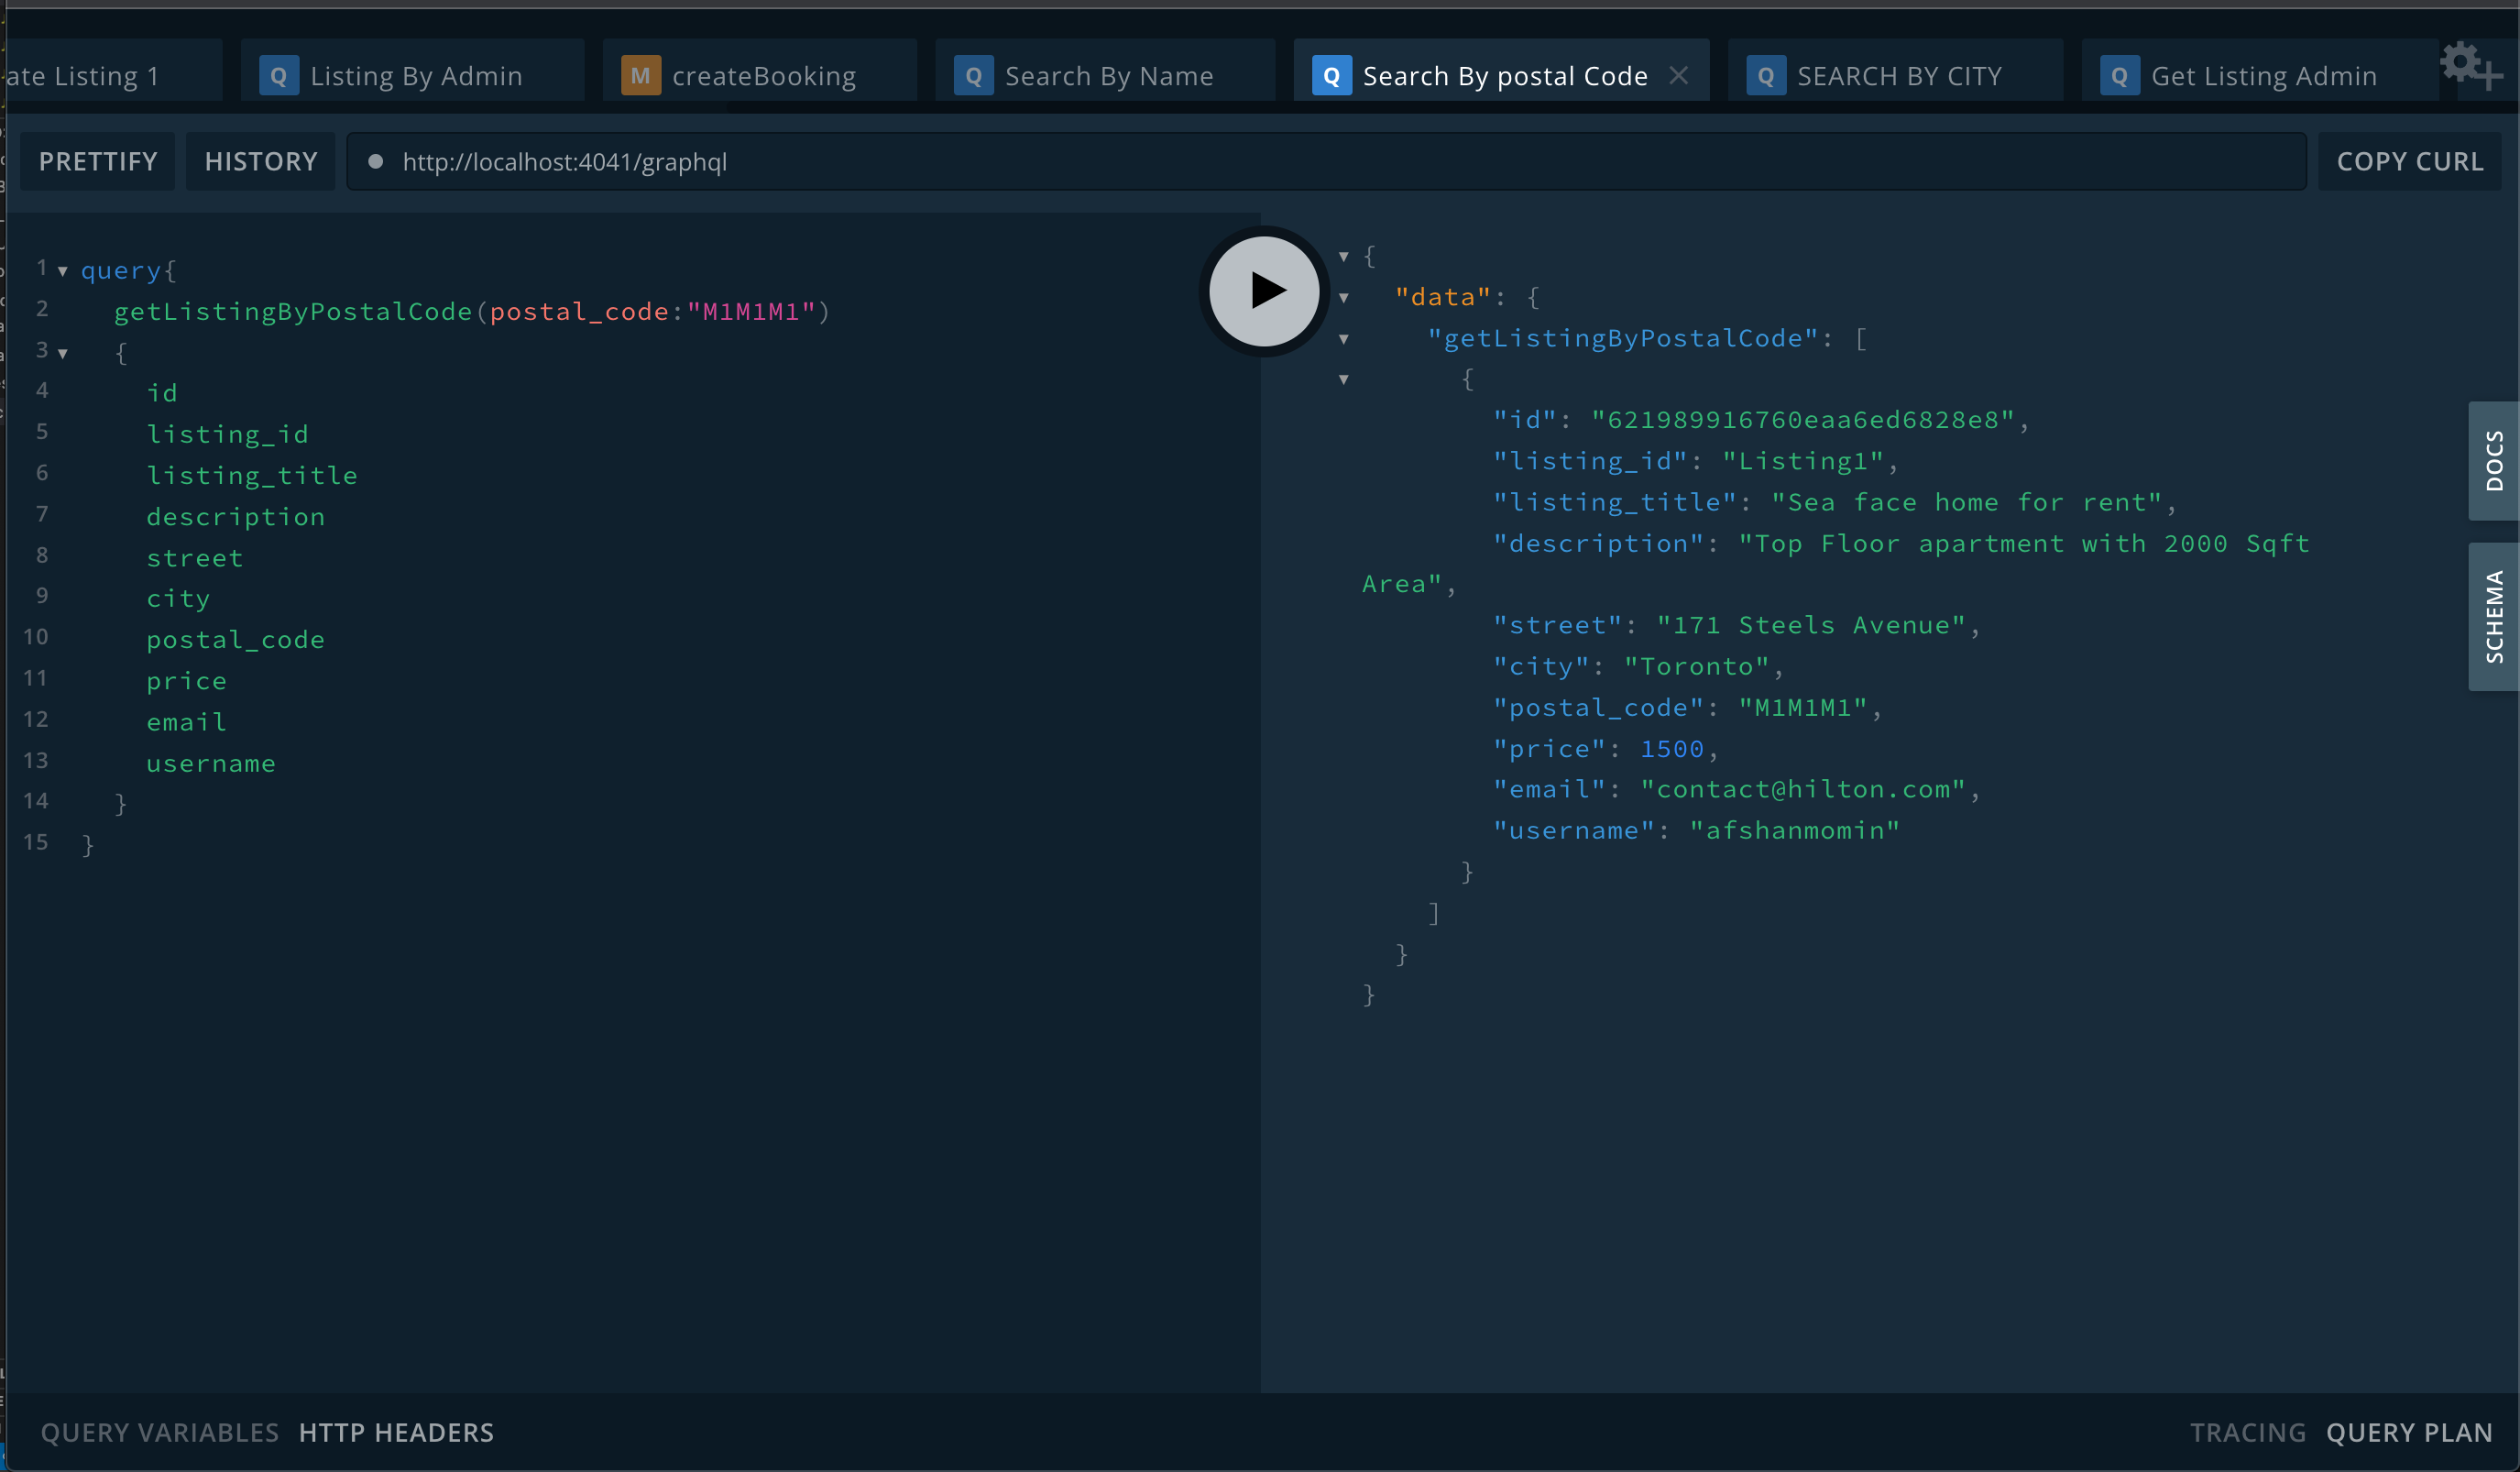 ate Listing 1
Q Listing By Admin
M createBooking
Q Search By Name
Q Search By postal Code
Q SEARCH BY CITY
Q Get Listing Admin
PRETTIFY
HISTORY
http://localhost:4041/graphql
COPY CURL
1 query{
2 getListingByPostalCode(postal_code:"M1M1M1")
3 {
4 id
5 listing_id
6 listing_title
7 description
8 street
9 city
10 postal_code
11 price
12 email
13 username
14 }
15 }
{
"data": {
"getListingByPostalCode": [
{
"id": "621989916760eaa6ed6828e8",
"listing_id": "Listing1",
"listing_title": "Sea face home for rent",
"description": "Top Floor apartment with 2000 Sqft
Area",
"street": "171 Steels Avenue",
"city": "Toronto",
"postal_code": "M1M1M1",
"price": 1500,
"email": "contact@hilton.com",
"username": "afshanmomin"
}
]
}
}
DOCS
SCHEMA
QUERY VARIABLES
HTTP HEADERS
TRACING
QUERY PLAN